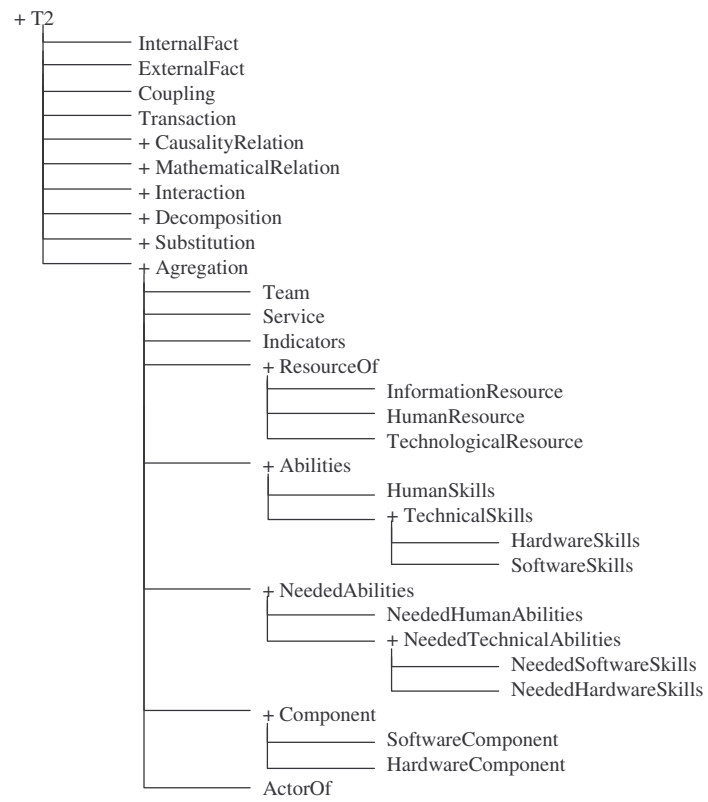 + T2
InternalFact
ExternalFact
Coupling
Transaction
+ CausalityRelation
+ MathematicalRelation
+ Interaction
+ Decomposition
+ Substitution
+ Agregation
Team
Service
Indicators
+ ResourceOf
InformationResource
HumanResource
TechnologicalResource
+ Abilities
HumanSkills
+ TechnicalSkills
HardwareSkills
SoftwareSkills
+ NeededAbilities
NeededHumanAbilities
+ NeededTechnicalAbilities
NeededSoftwareSkills
NeededHardwareSkills
+ Component
SoftwareComponent
HardwareComponent
ActorOf